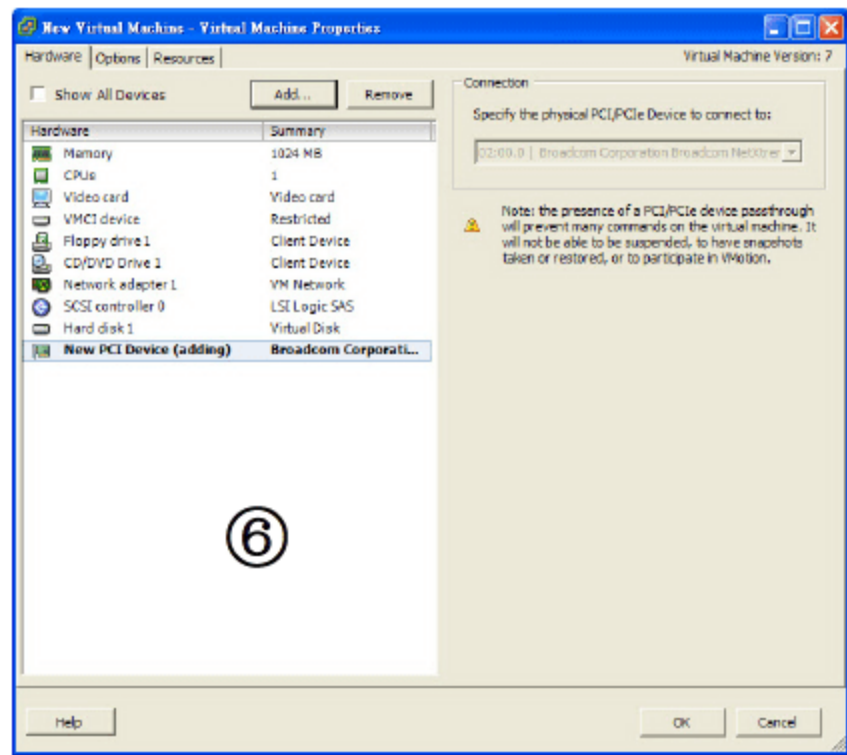 New Virtual Machine - Virtual Machine Properties
Hardware Options Resources
Virtual Machine Version: 7
Show All Devices
Add...
Remove
Hardware Summary
Memory 1024 MB
CPUs 1
Video card Video card
VMCI device Restricted
Floppy drive 1 Client Device
CD/DVD Drive 1 Client Device
Network adapter 1 VM Network
SCSI controller 0 LSI Logic SAS
Hard disk 1 Virtual Disk
New PCI Device (adding) Broadcom Corporati...
⑥
Connection
Specify the physical PCI/PCIe Device to connect to:
02:00.0 | Broadcom Corporation Broadcom NetXtrer
Note: the presence of a PCI/PCIe device passthrough
will prevent many commands on the virtual machine. It
will not be able to be suspended, to have snapshots
taken or restored, or to participate in VMotion.
Help
OK
Cancel